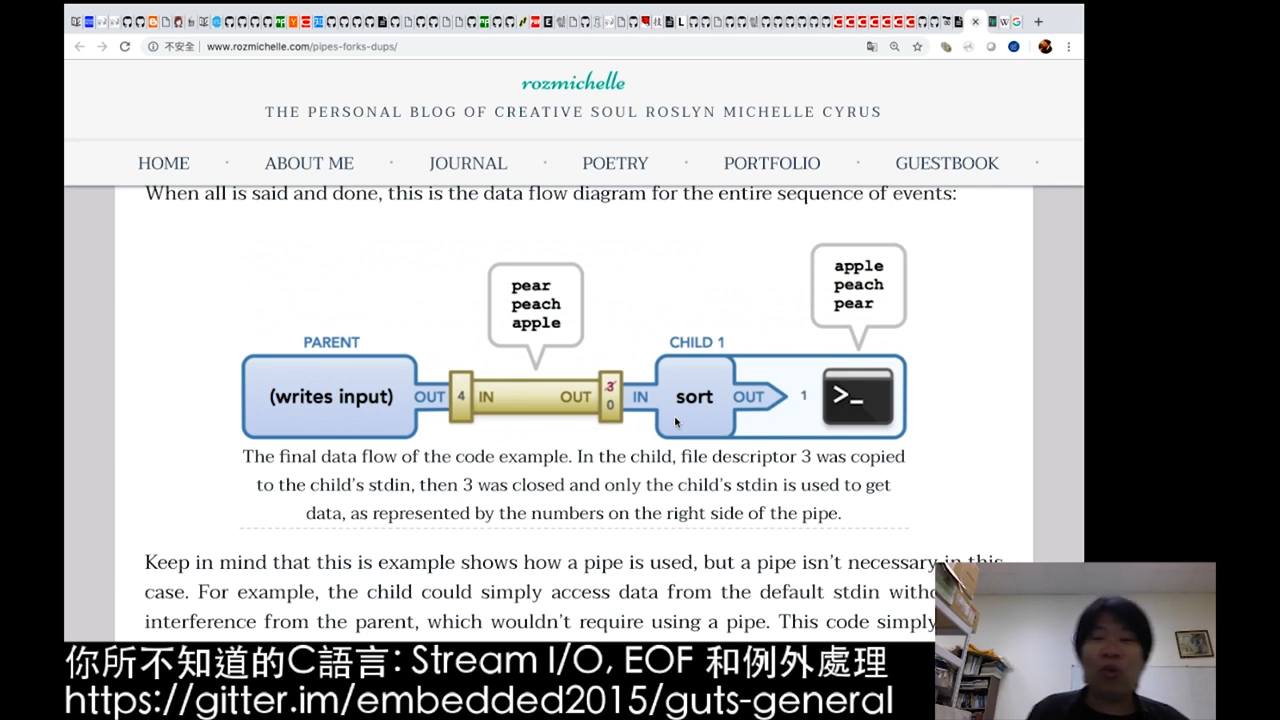 不安全 www.rozmichelle.com/pipes-forks-dups/
rozmichelle
THE PERSONAL BLOG OF CREATIVE SOUL ROSLYN MICHELLE CYRUS
HOME · ABOUT ME · JOURNAL · POETRY · PORTFOLIO · GUESTBOOK ·
When all is said and done, this is the data flow diagram for the entire sequence of events:
pear
peach
apple
apple
peach
pear
PARENT
CHILD 1
(writes input) OUT 4 IN OUT 3 0 IN sort OUT 1 >_
The final data flow of the code example. In the child, file descriptor 3 was copied
to the child's stdin, then 3 was closed and only the child's stdin is used to get
data, as represented by the numbers on the right side of the pipe.
Keep in mind that this is example shows how a pipe is used, but a pipe isn't necessary in this
case. For example, the child could simply access data from the default stdin
interference from the parent, which wouldn't require using a pipe. This code simply
你所不知道的C語言: Stream I/O, EOF 和例外處理
https://gitter.im/embedded2015/guts-general